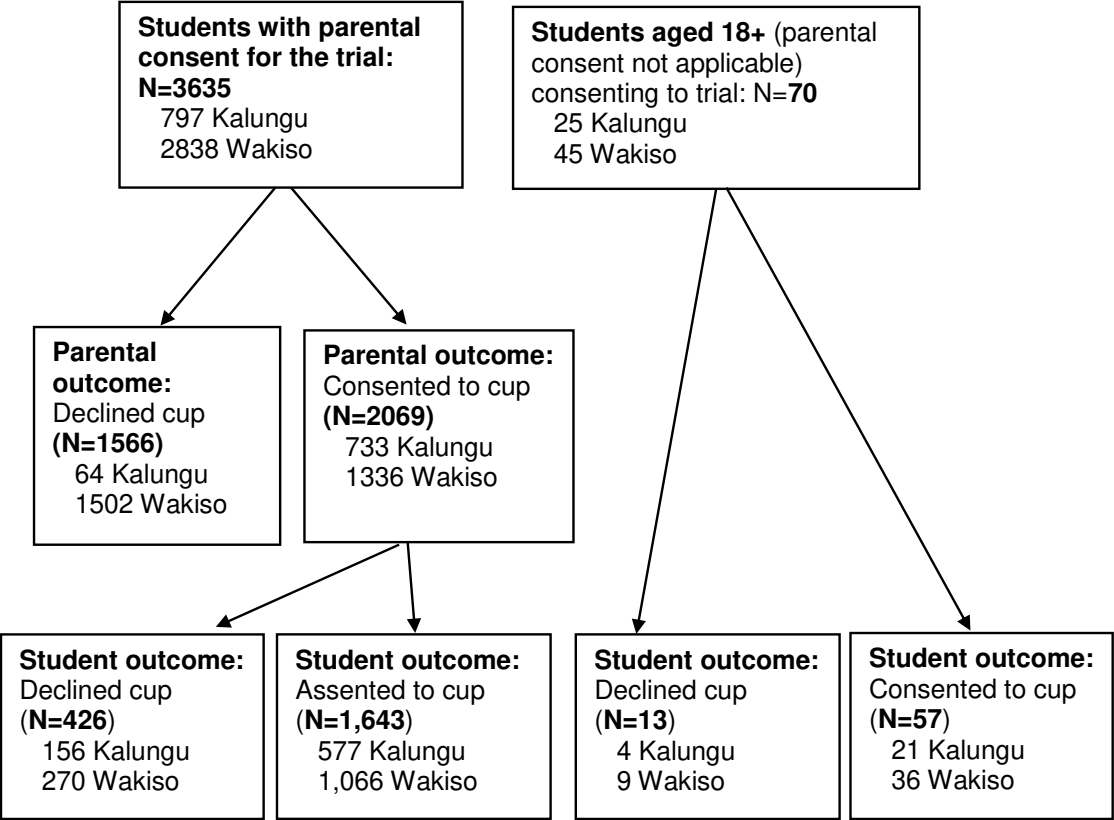 Students with parental
consent for the trial:
N=3635
797 Kalungu
2838 Wakiso
Students aged 18+ (parental
consent not applicable)
consenting to trial: N=70
25 Kalungu
45 Wakiso
Parental
outcome:
Declined cup
(N=1566)
64 Kalungu
1502 Wakiso
Parental outcome:
Consented to cup
(N=2069)
733 Kalungu
1336 Wakiso
Student outcome:
Declined cup
(N=426)
156 Kalungu
270 Wakiso
Student outcome:
Assented to cup
(N=1,643)
577 Kalungu
1,066 Wakiso
Student outcome:
Declined cup
(N=13)
4 Kalungu
9 Wakiso
Student outcome:
Consented to cup
(N=57)
21 Kalungu
36 Wakiso